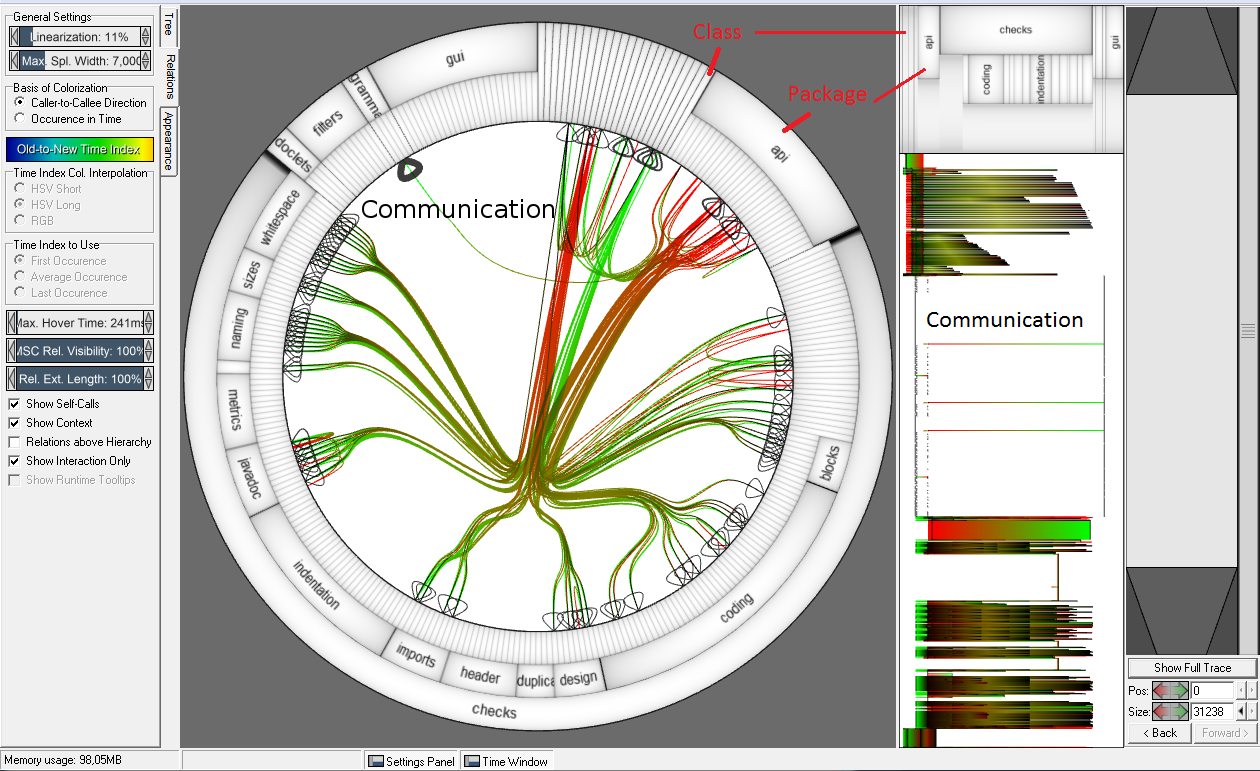 General Settings
Linearization: 11%
Max. Spl. Width: 7,000
Basis of Colorization
Caller-to-Callee Direction
Occurence in Time
Old-to-New Time Index
Time Index Col. Interpolation
HSV Short
HSV Long
RGB
Time Index to Use
First Occurence
Average Occurence
Last Occurence
Max. Hover Time: 241ms
MSC Rel. Visibility: 100%
Rel. Ext. Length: 100%
Show Self-Calls
Show Context
Relations above Hierarchy
Show Interaction Only
Show Runtime Tooltips
Tree
Relations
Appearance
gui
gramma
filters
doclets
whitespace
sizes
naming
metrics
javadoc
indentation
imports
header
duplica
design
checks
coding
blocks
api
Communication
Class
Package
api
checks
gui
coding
indentation
Communication
Show Full Trace
Pos: 0
Size: 31238
< Back
Forward >
Memory usage: 98,05MB
Settings Panel
Time Window